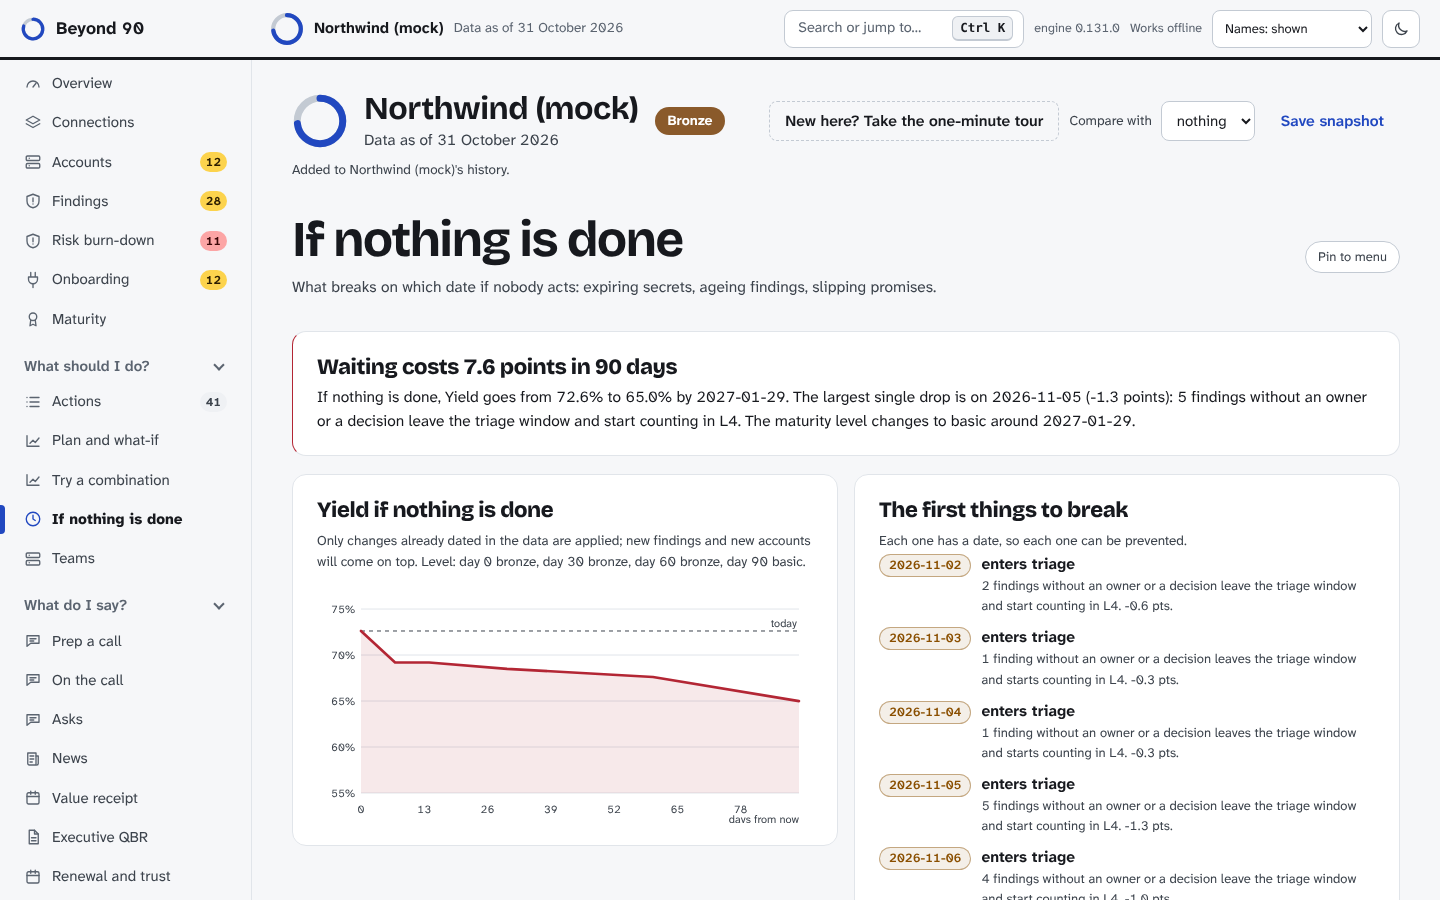 Beyond 90
Northwind (mock) Data as of 31 October 2026
Search or jump to... Ctrl K
engine 0.131.0 Works offline
Names: shown
Overview
Connections
Accounts 12
Findings 28
Risk burn-down 11
Onboarding 12
Maturity
What should I do?
Actions 41
Plan and what-if
Try a combination
If nothing is done
Teams
What do I say?
Prep a call
On the call
Asks
News
Value receipt
Executive QBR
Renewal and trust
Northwind (mock)
Data as of 31 October 2026
Bronze
New here? Take the one-minute tour
Compare with nothing
Save snapshot
Added to Northwind (mock)'s history.
If nothing is done
Pin to menu
What breaks on which date if nobody acts: expiring secrets, ageing findings, slipping promises.
Waiting costs 7.6 points in 90 days
If nothing is done, Yield goes from 72.6% to 65.0% by 2027-01-29. The largest single drop is on 2026-11-05 (-1.3 points): 5 findings without an owner
or a decision leave the triage window and start counting in L4. The maturity level changes to basic around 2027-01-29.
Yield if nothing is done
Only changes already dated in the data are applied; new findings and new accounts
will come on top. Level: day 0 bronze, day 30 bronze, day 60 bronze, day 90 basic.
75%
today
70%
65%
60%
55%
0 13 26 39 52 65 78
days from now
The first things to break
Each one has a date, so each one can be prevented.
2026-11-02 enters triage
2 findings without an owner or a decision leave the triage window
and start counting in L4. -0.6 pts.
2026-11-03 enters triage
1 finding without an owner or a decision leaves the triage window
and starts counting in L4. -0.3 pts.
2026-11-04 enters triage
1 finding without an owner or a decision leaves the triage window
and starts counting in L4. -0.3 pts.
2026-11-05 enters triage
5 findings without an owner or a decision leave the triage window
and start counting in L4. -1.3 pts.
2026-11-06 enters triage
4 findings without an owner or a decision leave the triage window
and start counting in L4. -1.0 pts.